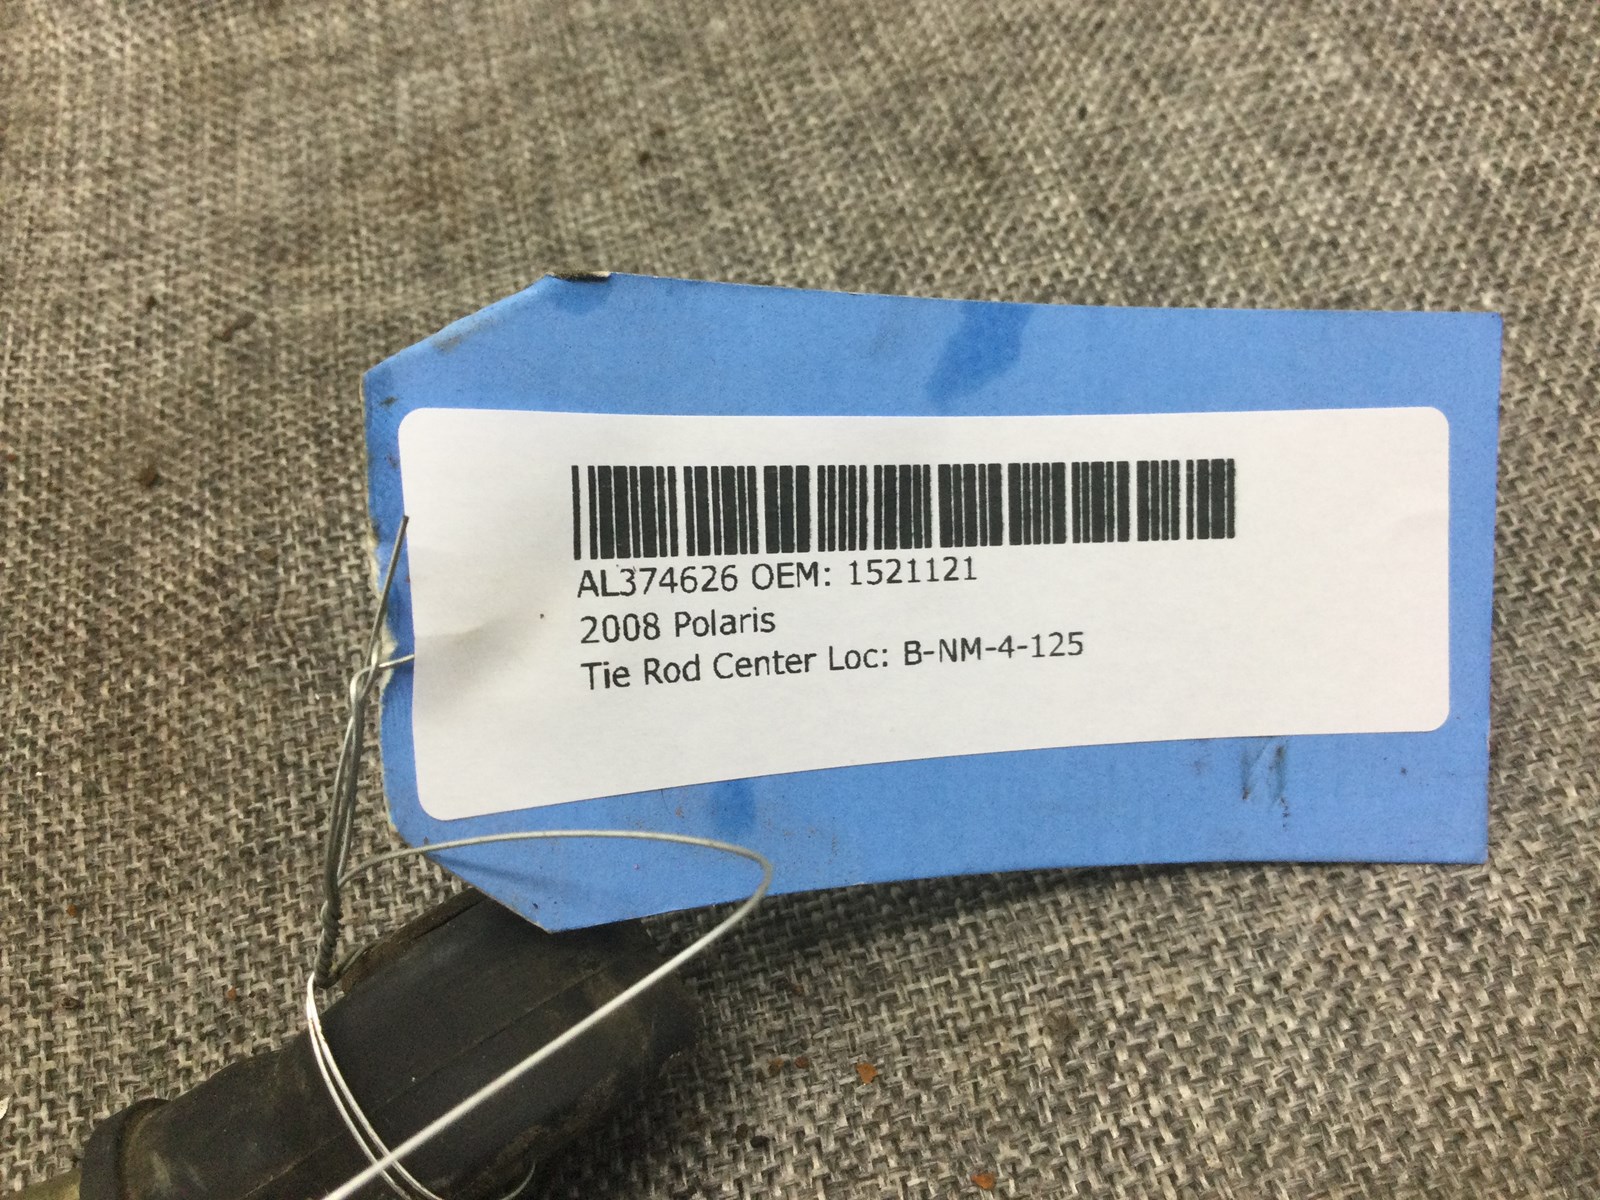 AL374626 OEM: 1521121
2008 Polaris
Tie Rod Center Loc: B-NM-4-125